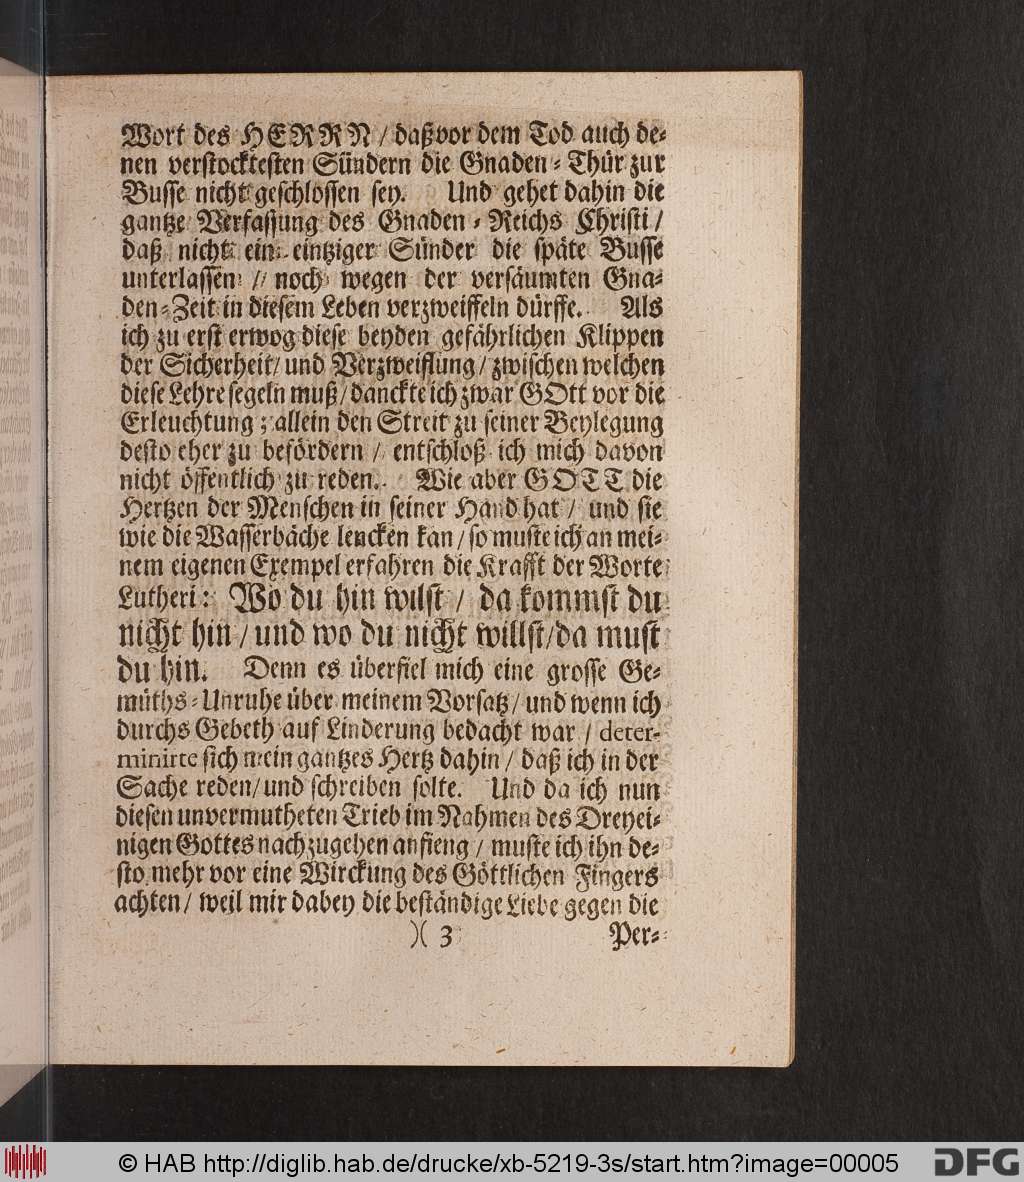 Wort des HERRN / daß vor dem Tod auch de-
nen verstocktesten Sündern die Gnaden-Thür zur
Busse nicht geschlossen sey. Und gehet dahin die
gantze Verfassung des Gnaden-Reichs Christi /
daß nicht ein eintziger Sünder die späte Busse
unterlassen / noch wegen der versäumten Gna-
den-Zeit in diesem Leben verzweiffeln dürffe. Als
ich zu erst erwog diese beyden gefährlichen Klippen
der Sicherheit / und Verzweiflung / zwischen welchen
diese Lehre segeln muß / danckte ich zwar GOtt vor die
Erleuchtung ; allein den Streit zu seiner Beylegung
desto eher zu befördern / entschloß ich mich davon
nicht öffentlich zu reden. Wie aber GOTT die
Hertzen der Menschen in seiner Hand hat / und sie
wie die Wasserbäche lencken kan / so muste ich an mei-
nem eigenen Exempel erfahren die Krafft der Worte
Lutheri: Wo du hin wilst / da kommst du
nicht hin / und wo du nicht willst / da must
du hin. Denn es überfiel mich eine grosse Ge-
müths-Unruhe über meinem Vorsatz / und wenn ich
durchs Gebeth auf Linderung bedacht war / deter-
minirte sich mein gantzes Hertz dahin / daß ich in der
Sache reden / und schreiben solte. Und da ich nun
diesen unvermutheten Trieb im Nahmen des Dreyei-
nigen Gottes nachzugehen anfieng / muste ich ihn de-
sto mehr vor eine Wirckung des Göttlichen Fingers
achten / weil mir dabey die beständige Liebe gegen die
)( 3 Per-
© HAB http://diglib.hab.de/drucke/xb-5219-3s/start.htm?image=00005
DFG